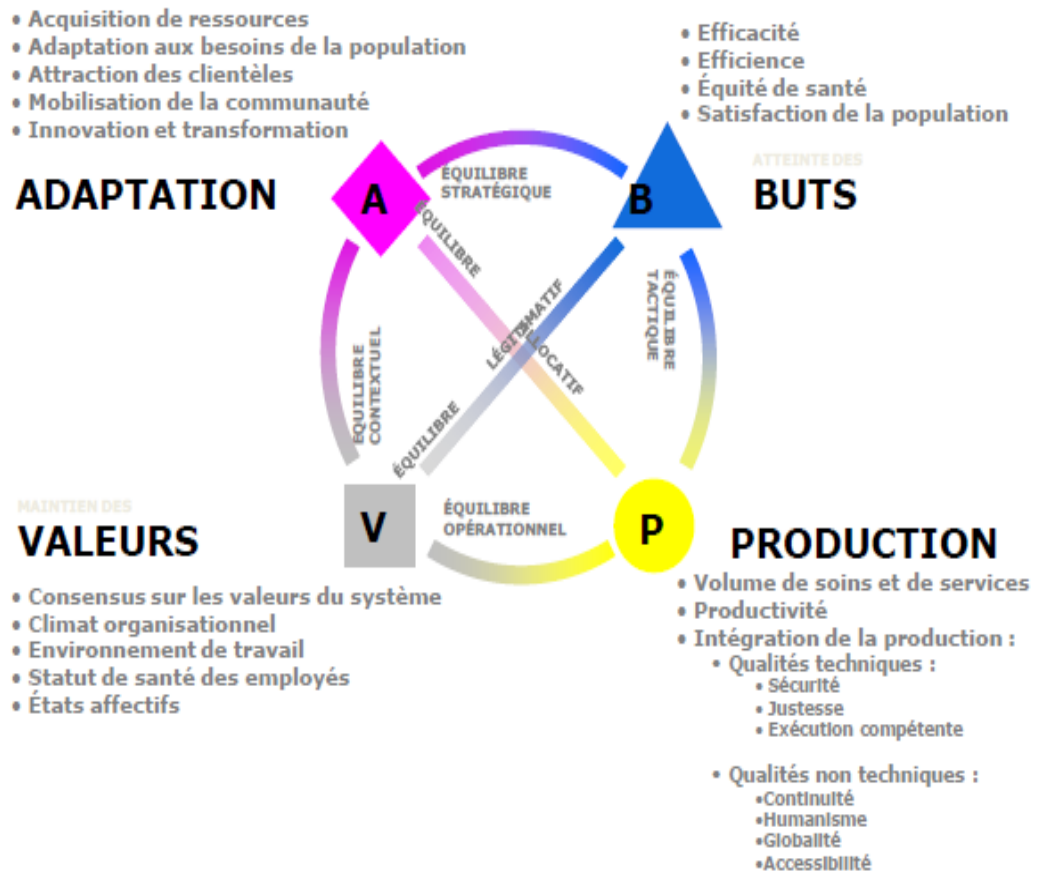 • Acquisition de ressources
• Adaptation aux besoins de la population
• Attraction des clientèles
• Mobilisation de la communauté
• Innovation et transformation
ADAPTATION
• Efficacité
• Efficience
• Équité de santé
• Satisfaction de la population
ATTEINTE DES
BUTS
A
B
ÉQUILIBRE
STRATÉGIQUE
ÉQUILIBRE
ALLOCATIF
ÉQUILIBRE
LÉGITIMATIF
ÉQUILIBRE
TACTIQUE
EQUILIBRE
CONTEXTUEL
ÉQUILIBRE
OPÉRATIONNEL
V
P
MAINTIEN DES
VALEURS
• Consensus sur les valeurs du système
• Climat organisationnel
• Environnement de travail
• Statut de santé des employés
• États affectifs
PRODUCTION
• Volume de soins et de services
• Productivité
• Intégration de la production :
• Qualités techniques :
• Sécurité
• Justesse
• Exécution compétente
• Qualités non techniques :
•Continuité
•Humanisme
•Globalité
•Accessibilité